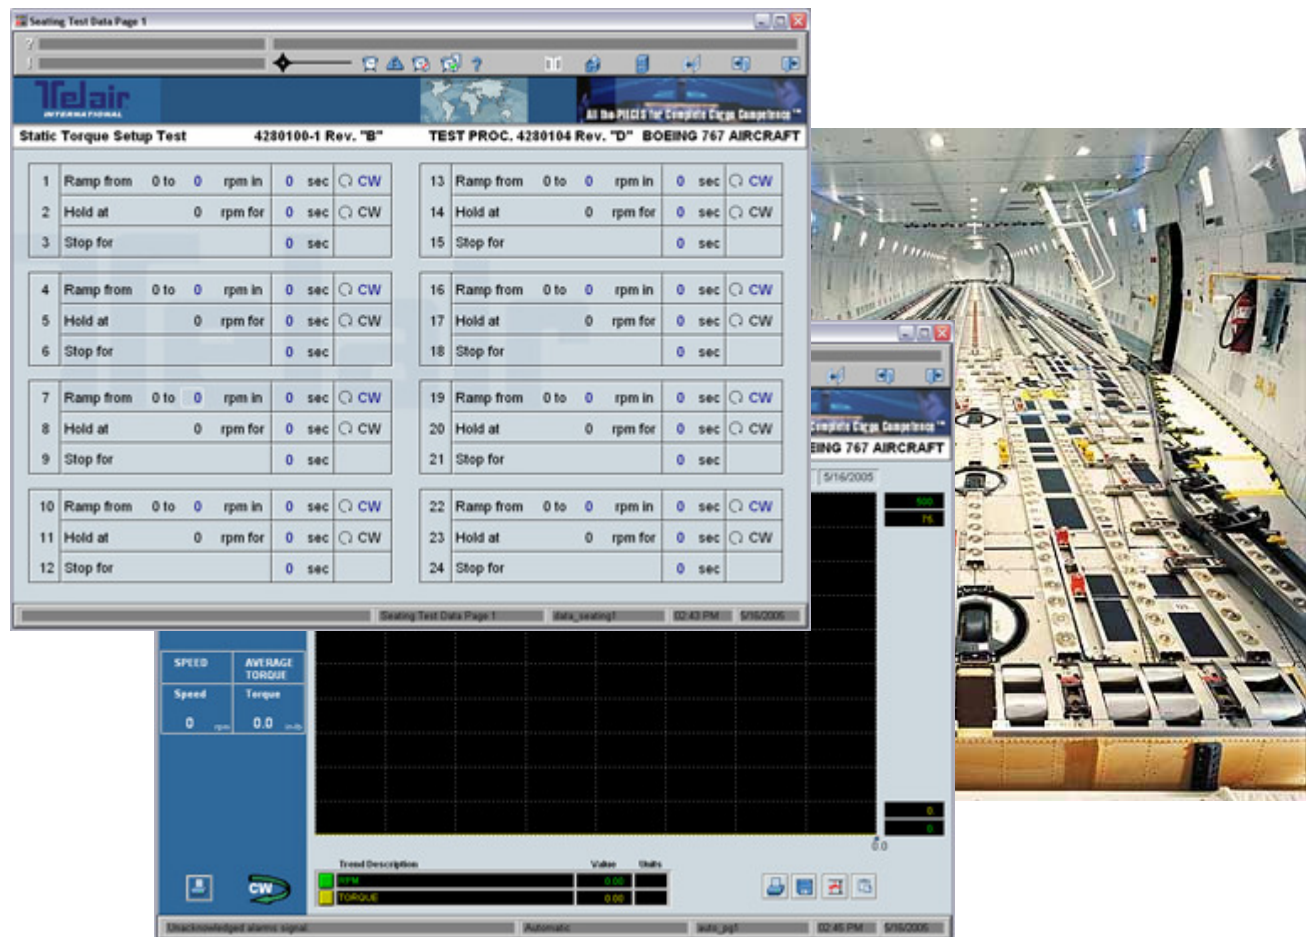 Seating Test Data Page 1
?
!
?
Telair
INTERNATIONAL
All the PIECES for Complete Cargo Competence ™
Static Torque Setup Test 4280100-1 Rev. "B" TEST PROC. 4280104 Rev. "D" BOEING 767 AIRCRAFT
1 Ramp from 0 to 0 rpm in 0 sec CW
2 Hold at 0 rpm for 0 sec CW
3 Stop for 0 sec
4 Ramp from 0 to 0 rpm in 0 sec CW
5 Hold at 0 rpm for 0 sec CW
6 Stop for 0 sec
7 Ramp from 0 to 0 rpm in 0 sec CW
8 Hold at 0 rpm for 0 sec CW
9 Stop for 0 sec
10 Ramp from 0 to 0 rpm in 0 sec CW
11 Hold at 0 rpm for 0 sec CW
12 Stop for 0 sec
13 Ramp from 0 to 0 rpm in 0 sec CW
14 Hold at 0 rpm for 0 sec CW
15 Stop for 0 sec
16 Ramp from 0 to 0 rpm in 0 sec CW
17 Hold at 0 rpm for 0 sec CW
18 Stop for 0 sec
19 Ramp from 0 to 0 rpm in 0 sec CW
20 Hold at 0 rpm for 0 sec CW
21 Stop for 0 sec
22 Ramp from 0 to 0 rpm in 0 sec CW
23 Hold at 0 rpm for 0 sec CW
24 Stop for 0 sec
Seating Test Data Page 1 data_seating1 02:43 PM 5/16/2005
Complete Cargo Competence ™
EING 767 AIRCRAFT
5/16/2005
500
75
SPEED AVERAGE TORQUE
Speed Torque
0 rpm 0.0 in-lb
0
0
0.0
Trend Description Value Units
RPM 0.00
TORQUE 0.00
CW
Unacknowledged alarms signal Automatic auto_pg1 02:45 PM 5/16/2005